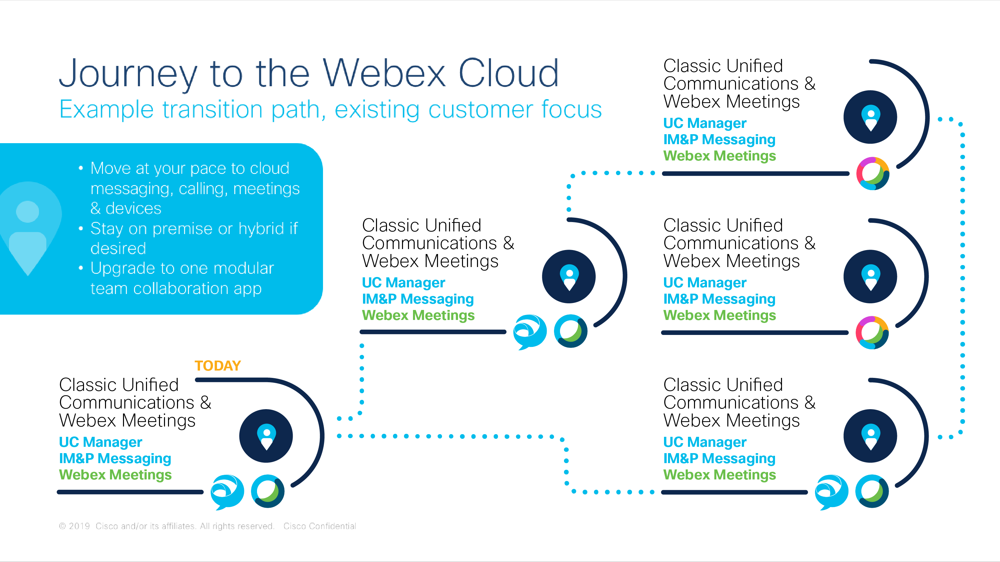 Journey to the Webex Cloud
Example transition path, existing customer focus
• Move at your pace to cloud
messaging, calling, meetings
& devices
• Stay on premise or hybrid if
desired
• Upgrade to one modular
team collaboration app
TODAY
Classic Unified
Communications &
Webex Meetings
UC Manager
IM&P Messaging
Webex Meetings
Classic Unified
Communications &
Webex Meetings
UC Manager
IM&P Messaging
Webex Meetings
Classic Unified
Communications &
Webex Meetings
UC Manager
IM&P Messaging
Webex Meetings
Classic Unified
Communications &
Webex Meetings
UC Manager
IM&P Messaging
Webex Meetings
Classic Unified
Communications &
Webex Meetings
UC Manager
IM&P Messaging
Webex Meetings
© 2019 Cisco and/or its affiliates. All rights reserved. Cisco Confidential